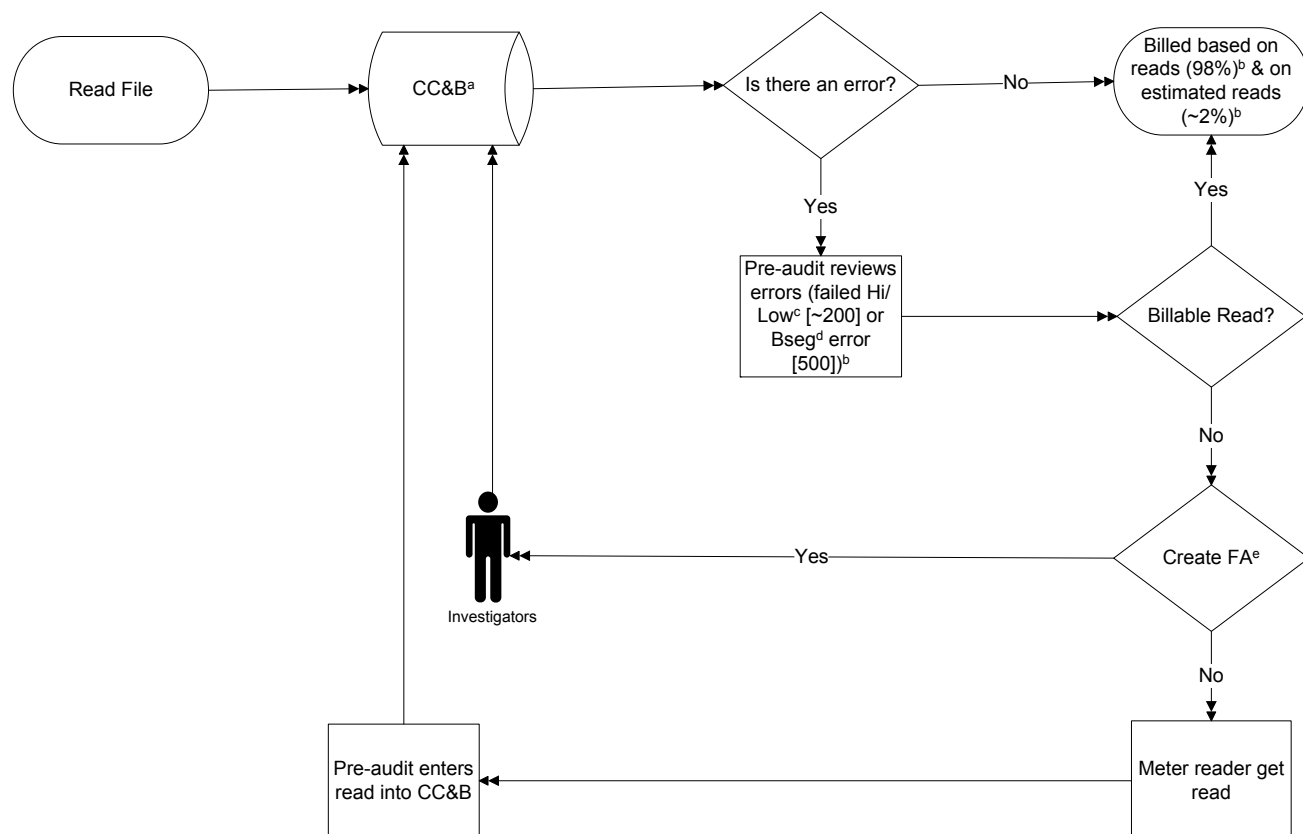 Read File
CC&Bᵃ
Is there an error?
No
Billed based on
reads (98%)ᵇ & on
estimated reads
(~2%)ᵇ
Yes
Yes
Pre-audit reviews
errors (failed Hi/
Lowᶜ [~200] or
Bsegᵈ error
[500])ᵇ
Billable Read?
No
Create FAᵉ
Yes
Investigators
No
Pre-audit enters
read into CC&B
Meter reader get
read